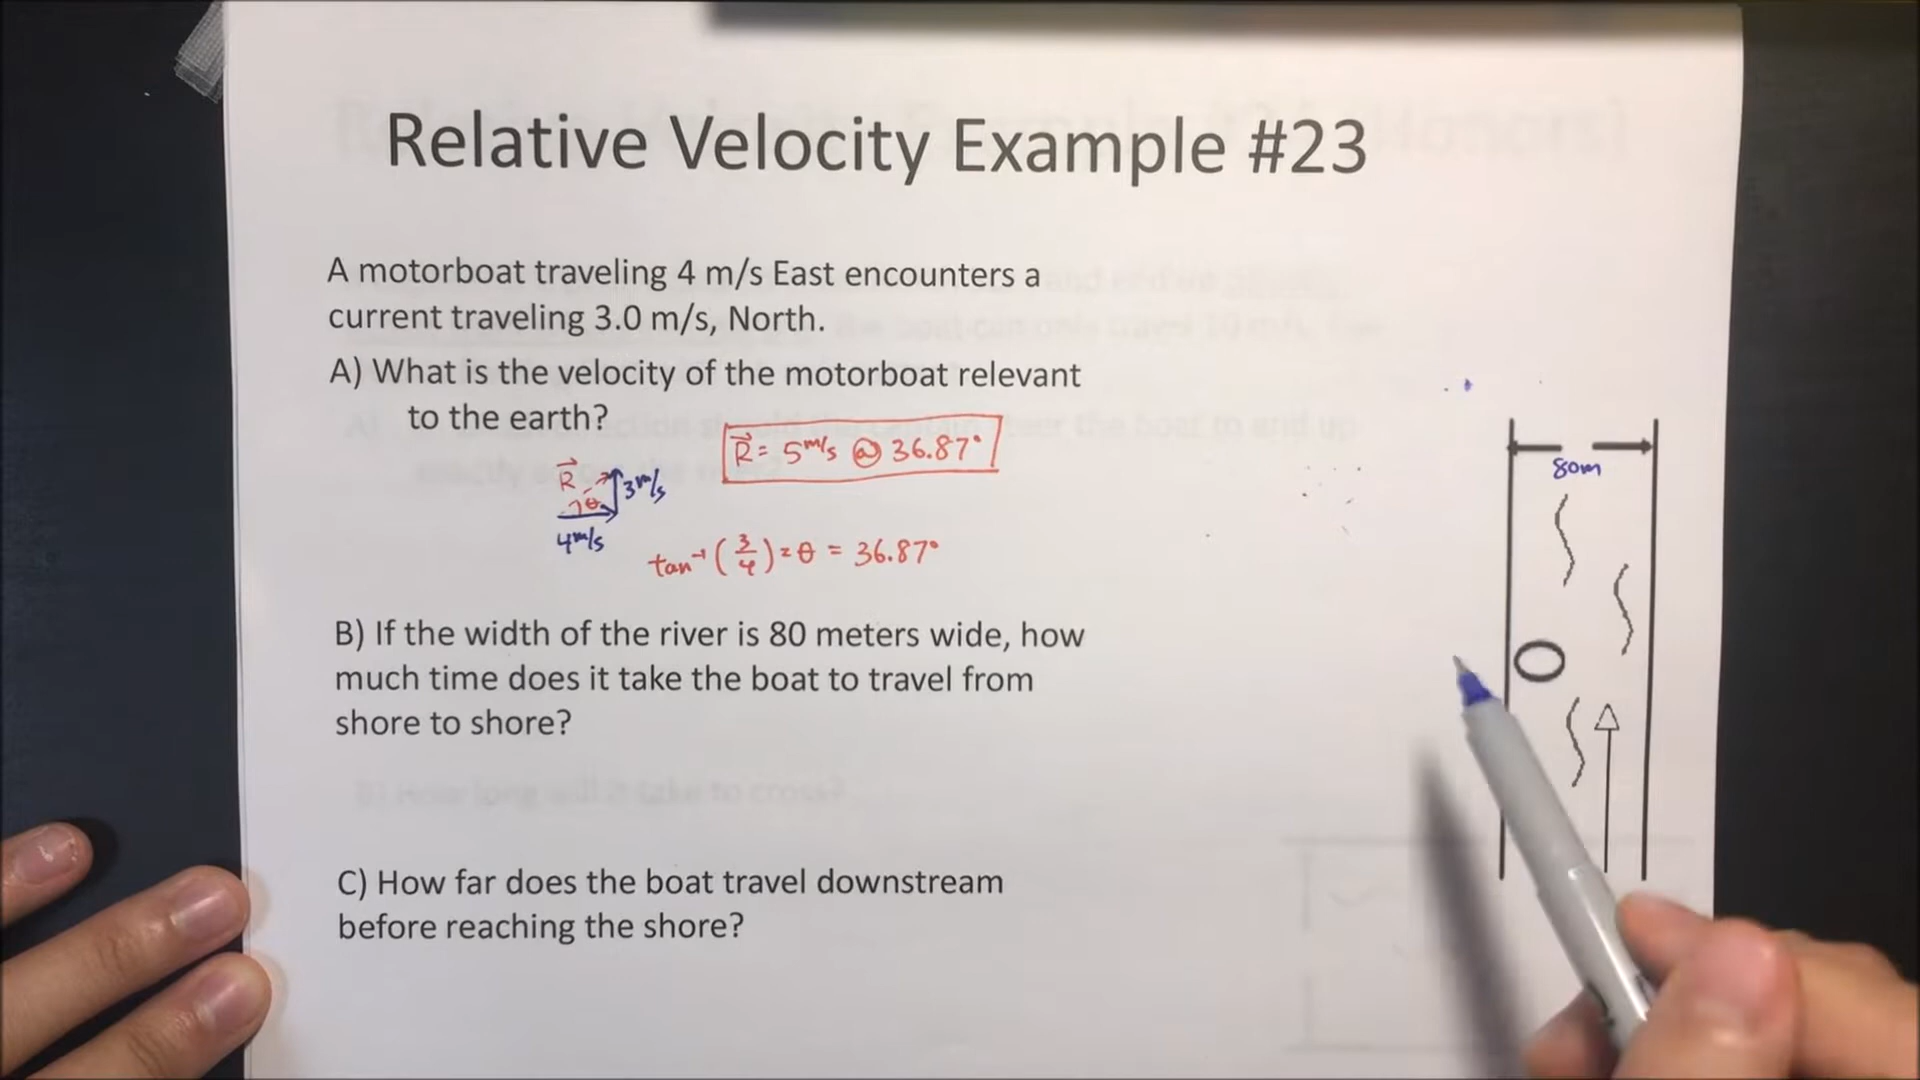 Relative Velocity Example #23
A motorboat traveling 4 m/s East encounters a
current traveling 3.0 m/s, North.
A) What is the velocity of the motorboat relevant
to the earth?
R⃗ = 5 m/s @ 36.87°
R⃗
θ
3 m/s
4 m/s
tan⁻¹ (3/4) = θ = 36.87°
80m
B) If the width of the river is 80 meters wide, how
much time does it take the boat to travel from
shore to shore?
C) How far does the boat travel downstream
before reaching the shore?